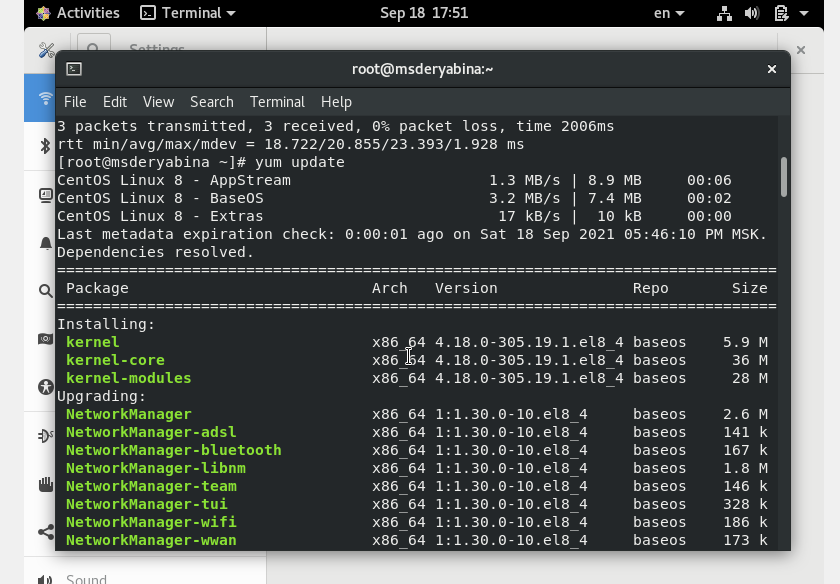 Activities Terminal Sep 18 17:51 en
Settings
root@msderyabina:~
File Edit View Search Terminal Help
3 packets transmitted, 3 received, 0% packet loss, time 2006ms
rtt min/avg/max/mdev = 18.722/20.855/23.393/1.928 ms
[root@msderyabina ~]# yum update
CentOS Linux 8 - AppStream 1.3 MB/s | 8.9 MB 00:06
CentOS Linux 8 - BaseOS 3.2 MB/s | 7.4 MB 00:02
CentOS Linux 8 - Extras 17 kB/s | 10 kB 00:00
Last metadata expiration check: 0:00:01 ago on Sat 18 Sep 2021 05:46:10 PM MSK.
Dependencies resolved.
================================================================================
Package Arch Version Repo Size
================================================================================
Installing:
kernel x86_64 4.18.0-305.19.1.el8_4 baseos 5.9 M
kernel-core x86_64 4.18.0-305.19.1.el8_4 baseos 36 M
kernel-modules x86_64 4.18.0-305.19.1.el8_4 baseos 28 M
Upgrading:
NetworkManager x86_64 1:1.30.0-10.el8_4 baseos 2.6 M
NetworkManager-adsl x86_64 1:1.30.0-10.el8_4 baseos 141 k
NetworkManager-bluetooth x86_64 1:1.30.0-10.el8_4 baseos 167 k
NetworkManager-libnm x86_64 1:1.30.0-10.el8_4 baseos 1.8 M
NetworkManager-team x86_64 1:1.30.0-10.el8_4 baseos 146 k
NetworkManager-tui x86_64 1:1.30.0-10.el8_4 baseos 328 k
NetworkManager-wifi x86_64 1:1.30.0-10.el8_4 baseos 186 k
NetworkManager-wwan x86_64 1:1.30.0-10.el8_4 baseos 173 k
Sound